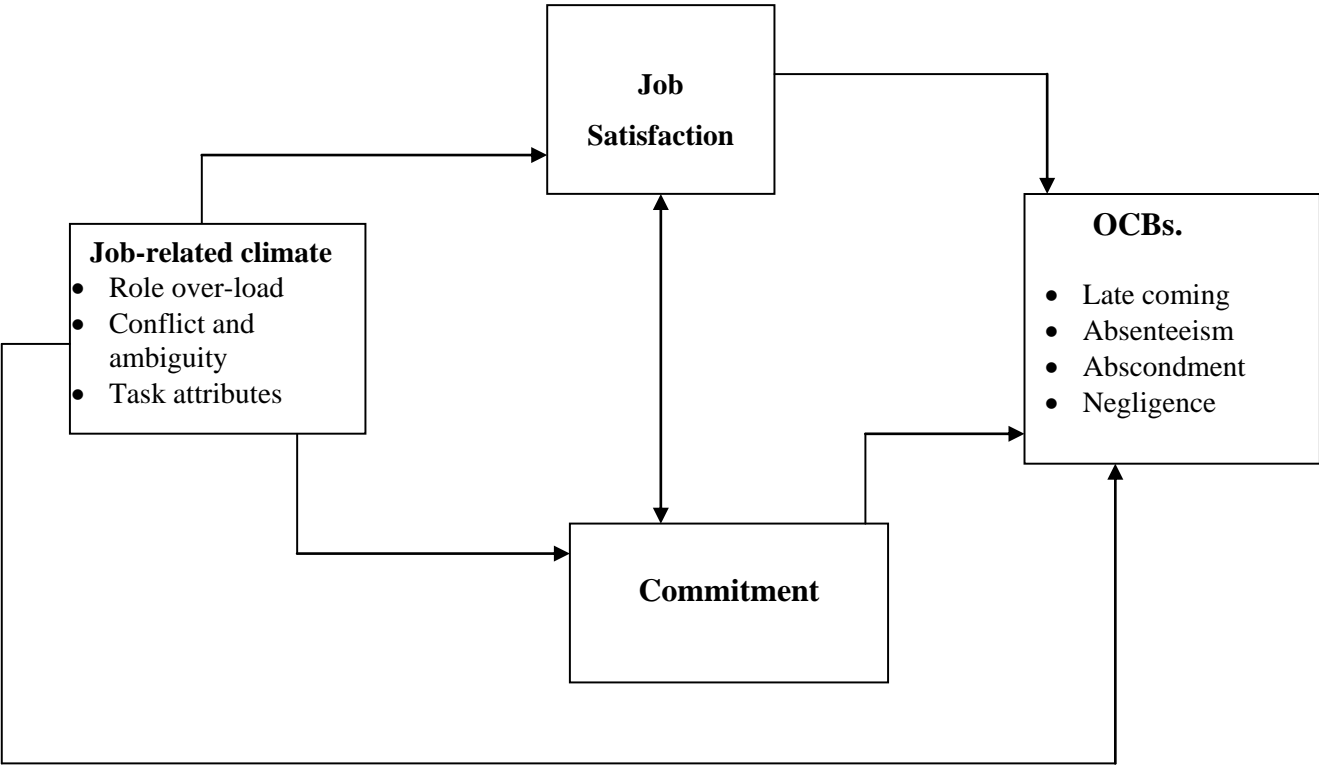 Job
Satisfaction
Job-related climate
• Role over-load
• Conflict and
ambiguity
• Task attributes
OCBs.
• Late coming
• Absenteeism
• Abscondment
• Negligence
Commitment